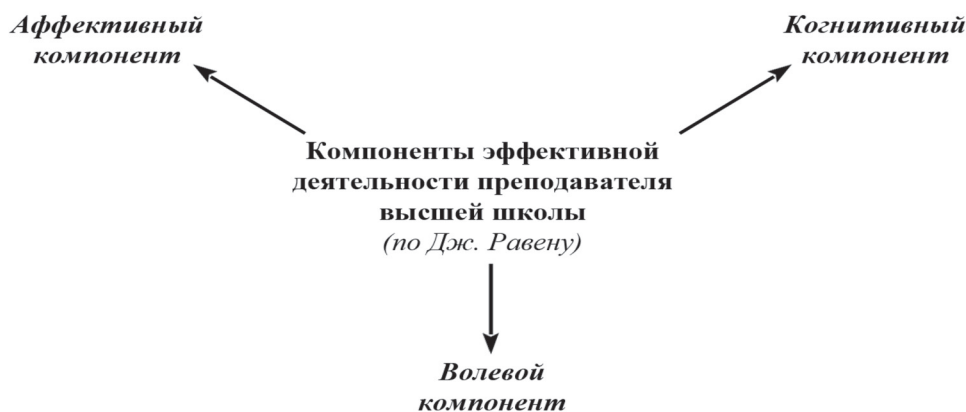 Аффективный
компонент
Когнитивный
компонент
Компоненты эффективной
деятельности преподавателя
высшей школы
(по Дж. Равену)
Волевой
компонент